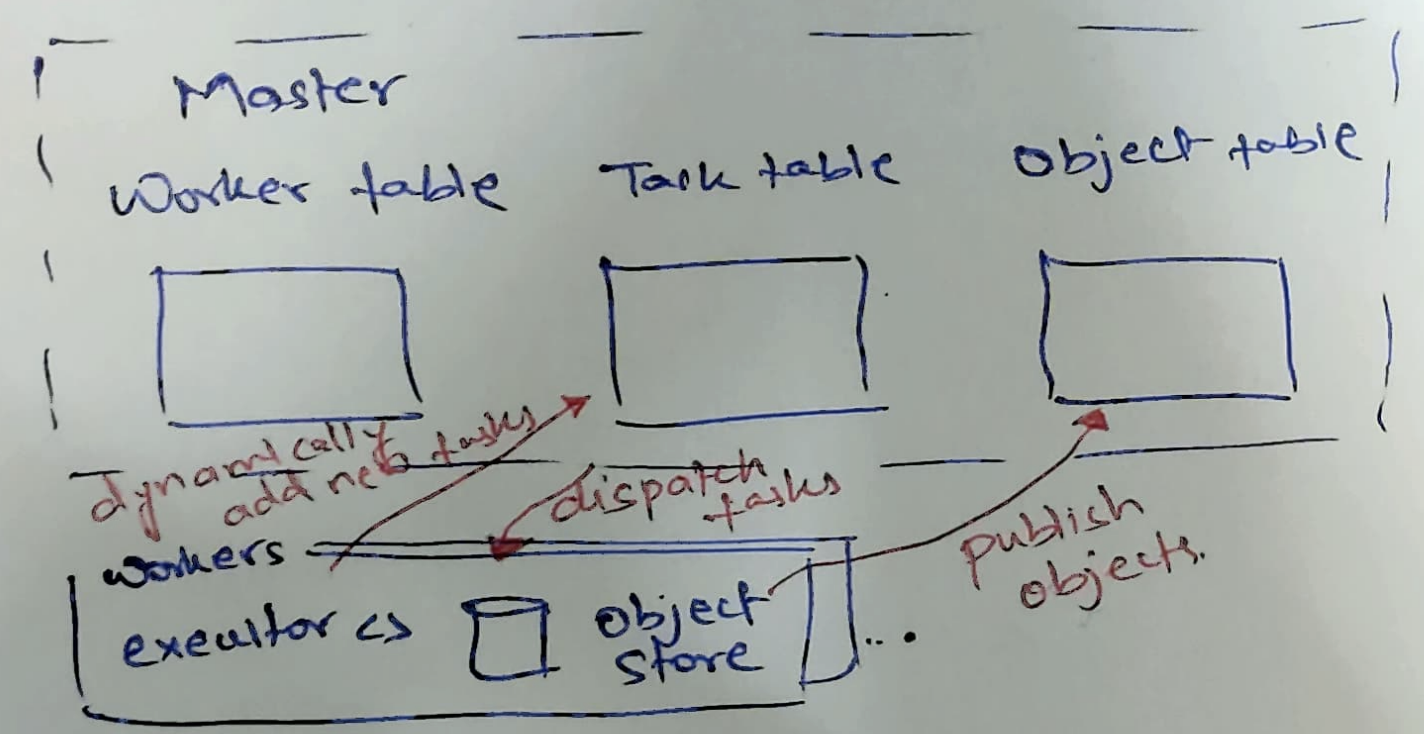 Master
Worker table
Task table
Object table
dynamically
add new tasks
dispatch
tasks
publish
objects.
workers
executor <>
object
store
...